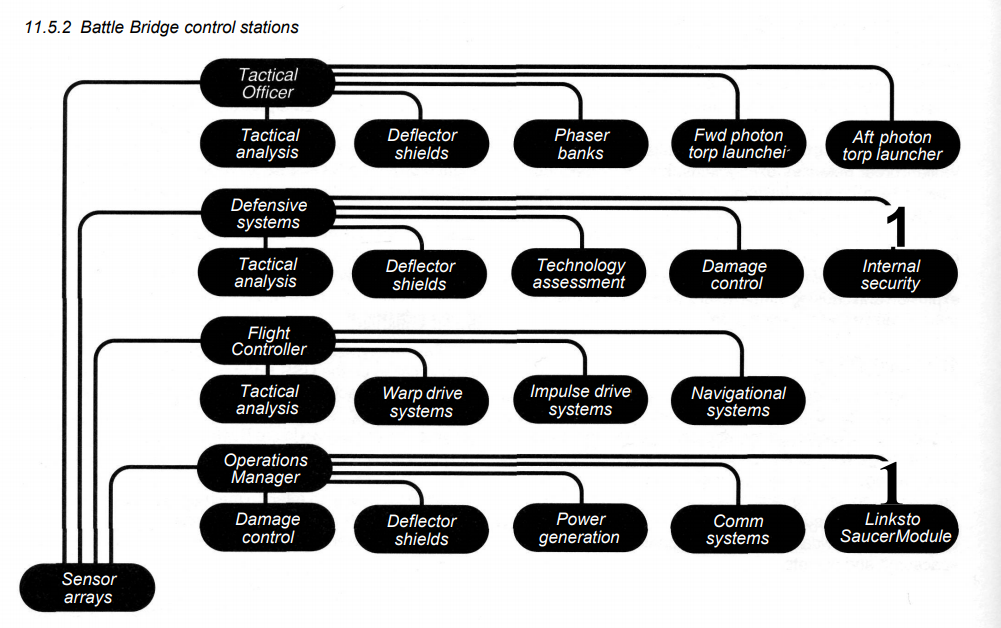 11.5.2 Battle Bridge control stations
Tactical
Officer
Tactical
analysis
Deflector
shields
Phaser
banks
Fwd photon
torp launchei
Aft photon
torp launcher
Defensive
systems
1
Tactical
analysis
Deflector
shields
Technology
assessment
Damage
control
Internal
security
Flight
Controller
Tactical
analysis
Warp drive
systems
Impulse drive
systems
Navigational
systems
Operations
Manager
1
Damage
control
Deflector
shields
Power
generation
Comm
systems
Linksto
SaucerModule
Sensor
arrays